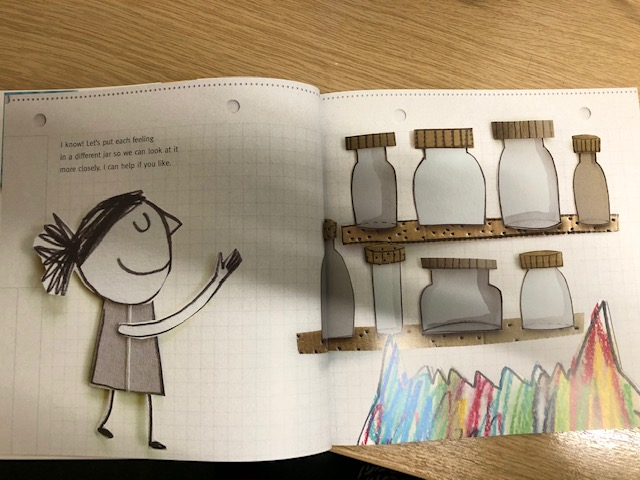 I know! Let's put each feeling
in a different jar so we can look at it
more closely. I can help if you like.